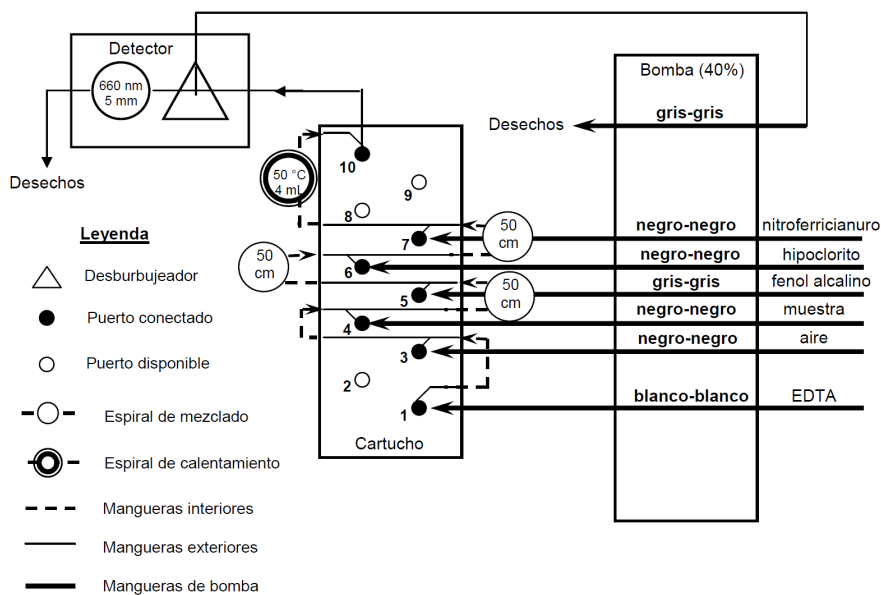 Detector
660 nm
5 mm
Desechos
Bomba (40%)
gris-gris
Desechos
10
50 °C
4 mL
9
8
50
cm
7
negro-negro nitroferricianuro
50
cm
6
negro-negro hipoclorito
50
cm
5
gris-gris fenol alcalino
4
negro-negro muestra
3
negro-negro aire
2
1
blanco-blanco EDTA
Cartucho
Leyenda
Desburbujeador
Puerto conectado
Puerto disponible
Espiral de mezclado
Espiral de calentamiento
Mangueras interiores
Mangueras exteriores
Mangueras de bomba